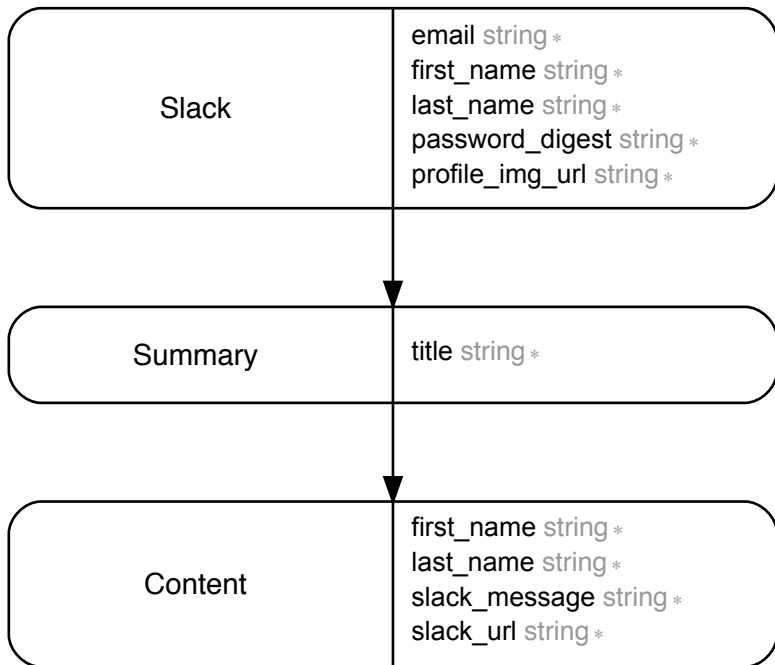 Slack
email string *
first_name string *
last_name string *
password_digest string *
profile_img_url string *
Summary
title string *
Content
first_name string *
last_name string *
slack_message string *
slack_url string *